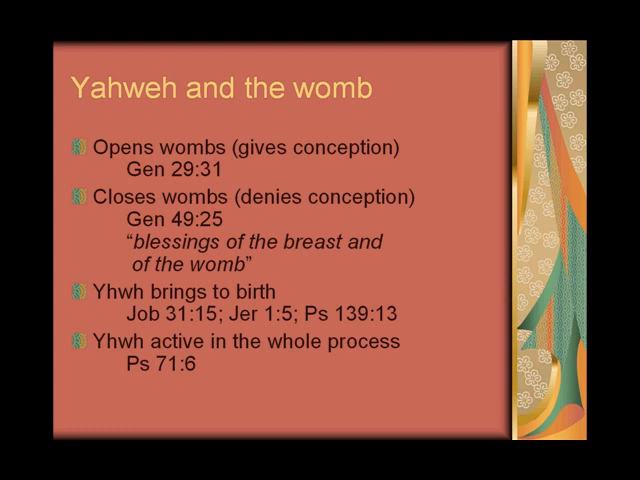 Yahweh and the womb
Opens wombs (gives conception)
Gen 29:31
Closes wombs (denies conception)
Gen 49:25
“blessings of the breast and
of the womb”
Yhwh brings to birth
Job 31:15; Jer 1:5; Ps 139:13
Yhwh active in the whole process
Ps 71:6